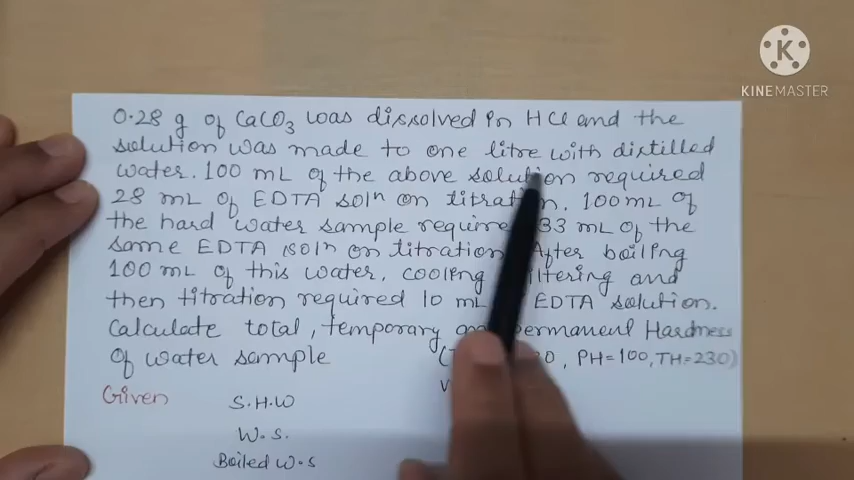 KINEMASTER
0.28 g of CaCO3 was dissolved in HCl and the
solution was made to one litre with distilled
water. 100 mL of the above solution required
28 mL of EDTA solⁿ on titration. 100 mL of
the hard water sample 33 mL of the
same EDTA solⁿ on titration. After boiling
100 mL of this water, cooling filtering and
then titration required 10 mL EDTA solution.
Calculate total, temporary and permanent Hardness
of water sample PH=100, TH=230)
Given S.H.W
W.S.
Boiled W.S